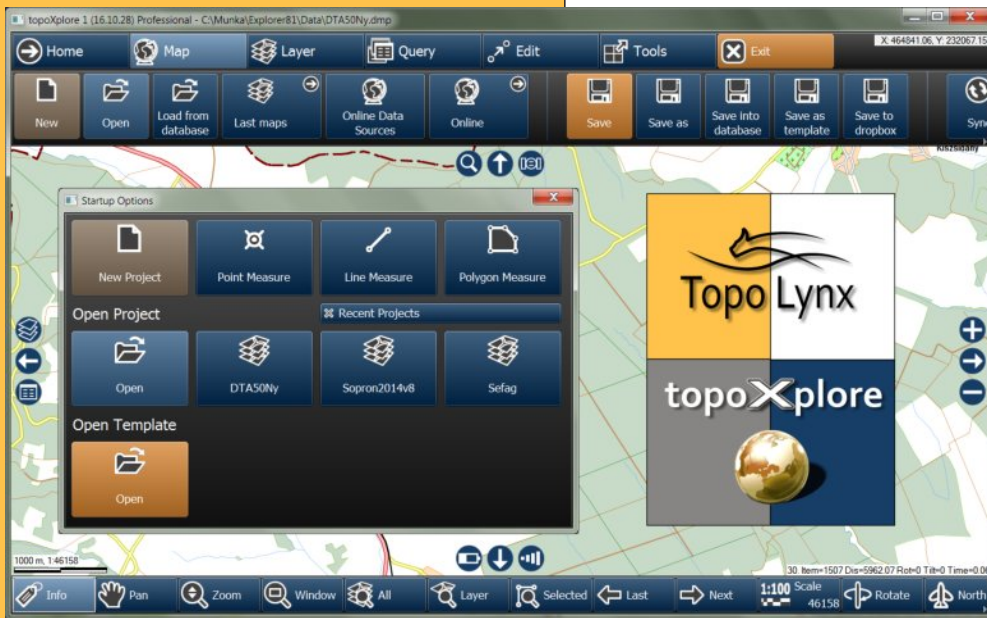 topoXplore 1 (16.10.28) Professional - C:\Munka\Explorer81\Data\DTA50Ny.dmp
Home Map Layer Query Edit Tools Exit
X: 464841.06, Y: 232067.15
New Open Load from database Last maps Online Data Sources Online Save Save as Save into database Save as template Save to dropbox Sync
Kiszsidány
Startup Options
New Project Point Measure Line Measure Polygon Measure
Open Project Recent Projects
Open DTA50Ny Sopron2014v8 Sefag
Open Template
Open
Topo Lynx
topoXplore
1000 m, 1:46158
30. Item=1507 Dis=5962.07 Rot=0 Tilt=0 Time=0.06
Info Pan Zoom Window All Layer Selected Last Next 1:100 Scale 46158 Rotate North